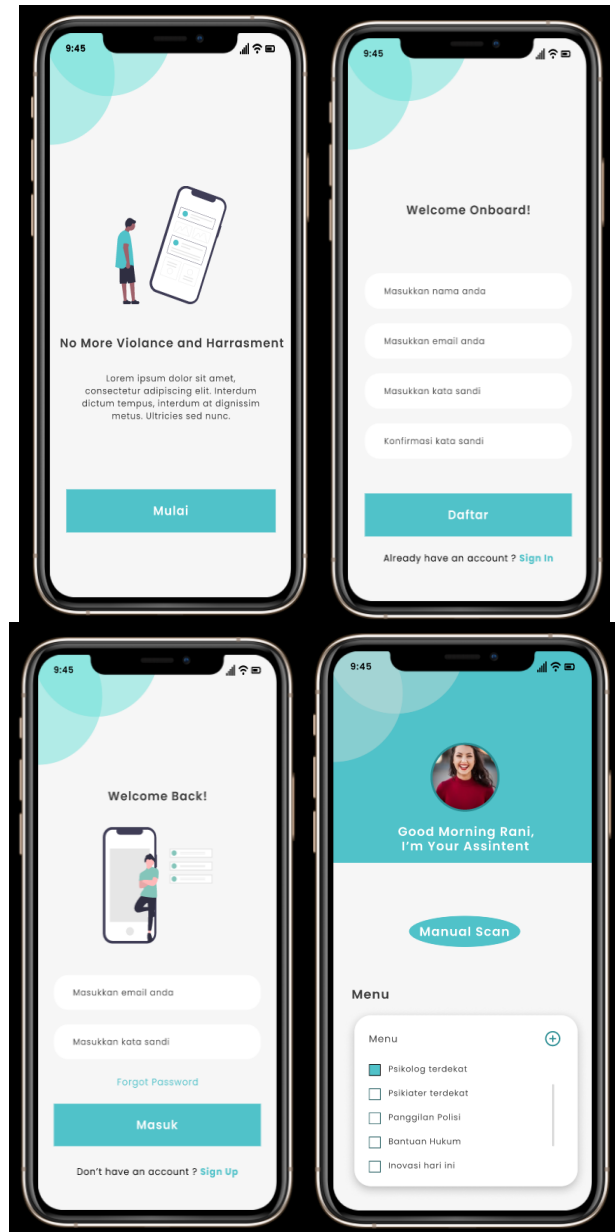 9:45
No More Violance and Harrasment
Lorem ipsum dolor sit amet,
consectetur adipiscing elit. Interdum
dictum tempus, interdum at dignissim
metus. Ultricies sed nunc.
Mulai
9:45
Welcome Onboard!
Masukkan nama anda
Masukkan email anda
Masukkan kata sandi
Konfirmasi kata sandi
Daftar
Already have an account ? Sign In
9:45
Welcome Back!
Masukkan email anda
Masukkan kata sandi
Forgot Password
Masuk
Don't have an account ? Sign Up
9:45
Good Morning Rani,
I'm Your Assintent
Manual Scan
Menu
Menu
Psikolog terdekat
Psikiater terdekat
Panggilan Polisi
Bantuan Hukum
Inovasi hari ini